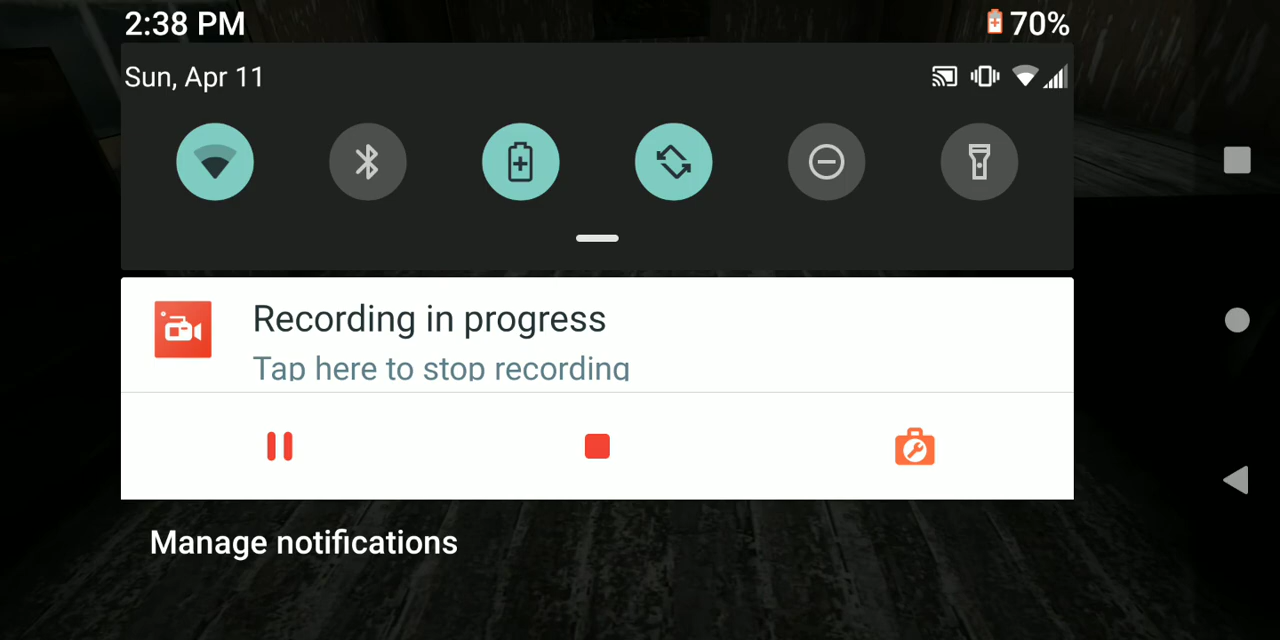 2:38 PM
70%
Sun, Apr 11
Recording in progress
Tap here to stop recording
Manage notifications